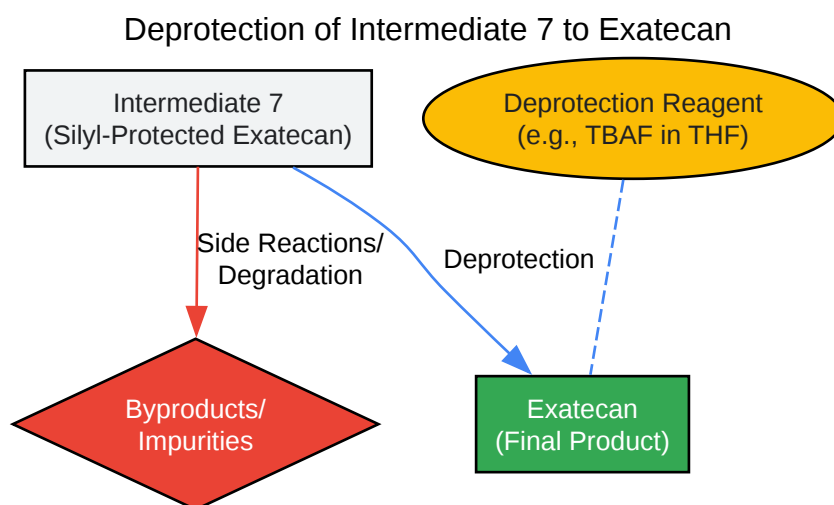 Deprotection of Intermediate 7 to Exatecan
Intermediate 7
(Silyl-Protected Exatecan)
Deprotection Reagent
(e.g., TBAF in THF)
Side Reactions/
Degradation
Deprotection
Byproducts/
Impurities
Exatecan
(Final Product)